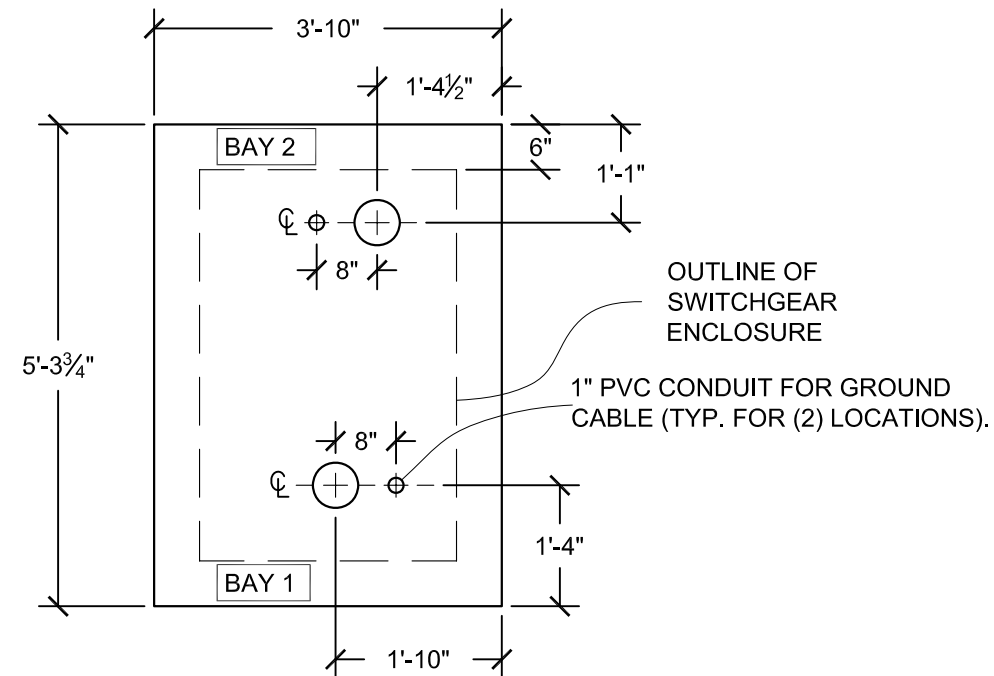 3'-10"
1'-4½"
BAY 2
6"
1'-1"
℄
8"
OUTLINE OF
SWITCHGEAR
ENCLOSURE
5'-3¾"
1" PVC CONDUIT FOR GROUND
CABLE (TYP. FOR (2) LOCATIONS).
8"
℄
1'-4"
BAY 1
1'-10"